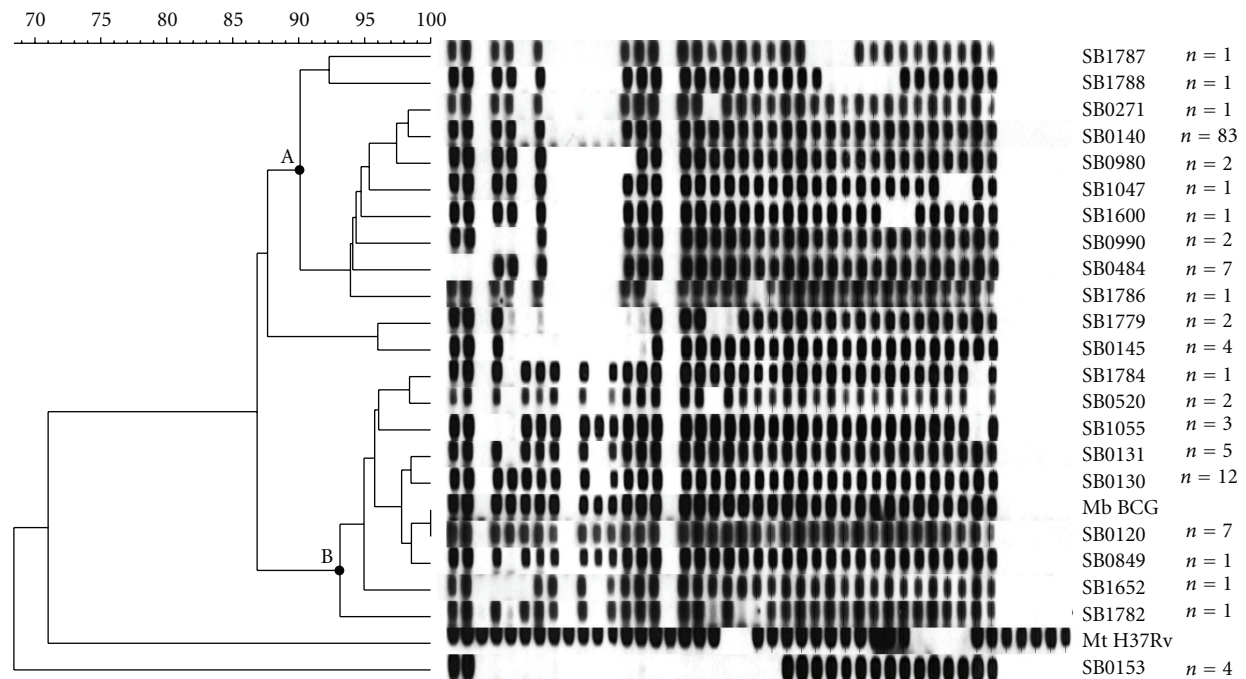 70 75 80 85 90 95 100
SB1787 n = 1
SB1788 n = 1
SB0271 n = 1
SB0140 n = 83
A
SB0980 n = 2
SB1047 n = 1
SB1600 n = 1
SB0990 n = 2
SB0484 n = 7
SB1786 n = 1
SB1779 n = 2
SB0145 n = 4
SB1784 n = 1
SB0520 n = 2
SB1055 n = 3
SB0131 n = 5
SB0130 n = 12
Mb BCG
SB0120 n = 7
B
SB0849 n = 1
SB1652 n = 1
SB1782 n = 1
Mt H37Rv
SB0153 n = 4